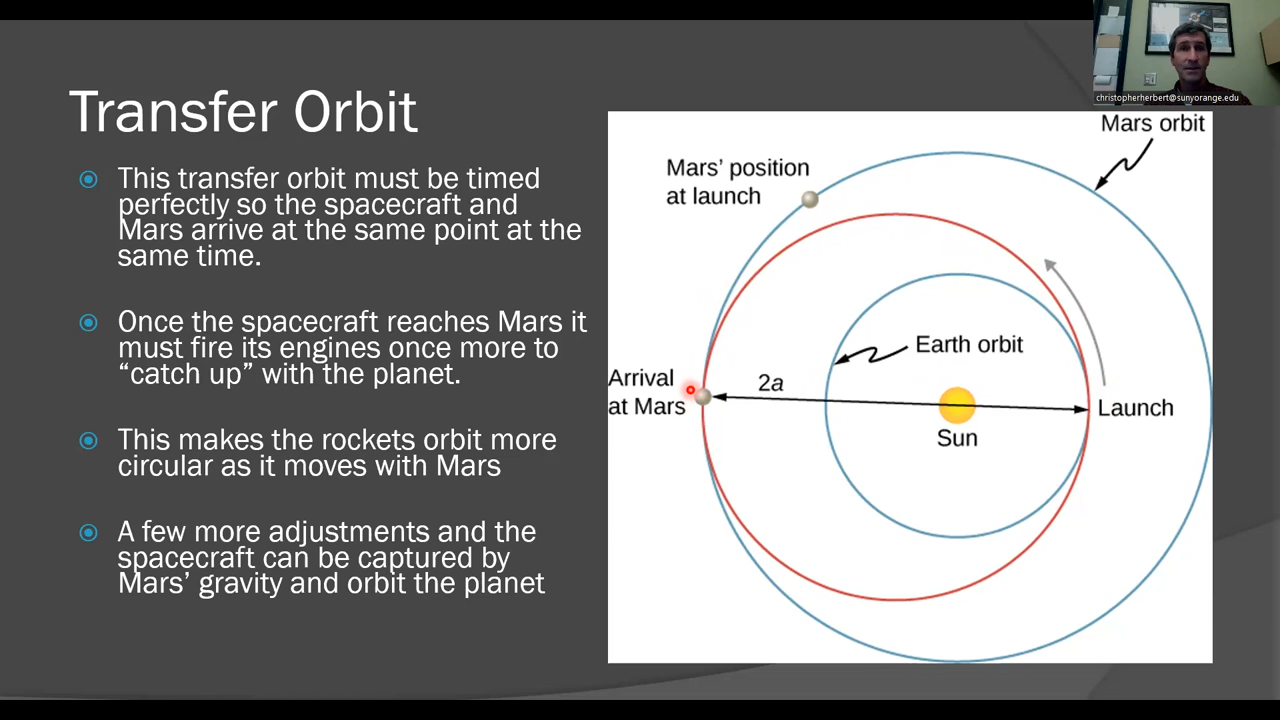 christopherherbert@sunyorange.edu
Transfer Orbit
This transfer orbit must be timed
perfectly so the spacecraft and
Mars arrive at the same point at the
same time.
Once the spacecraft reaches Mars it
must fire its engines once more to
“catch up” with the planet.
This makes the rockets orbit more
circular as it moves with Mars
A few more adjustments and the
spacecraft can be captured by
Mars’ gravity and orbit the planet
Mars orbit
Mars’ position
at launch
Earth orbit
2a
Arrival
at Mars
Launch
Sun